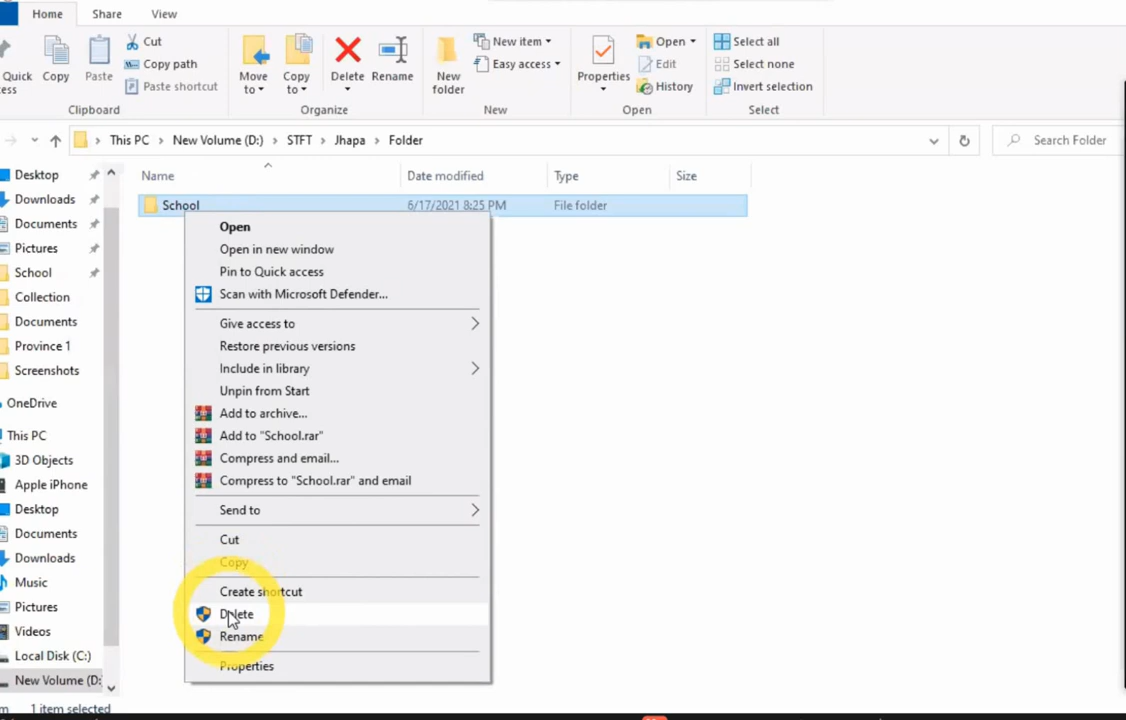 Home Share View
Quick
cess
Copy
Paste
Cut
Copy path
Paste shortcut
Move
to
Copy
to
Delete
Rename
New
folder
New item
Easy access
Properties
Open
Edit
History
Select all
Select none
Invert selection
Clipboard Organize New Open Select
This PC > New Volume (D:) > STFT > Jhapa > Folder
Search Folder
Name Date modified Type Size
School 6/17/2021 8:25 PM File folder
Desktop
Downloads
Documents
Pictures
School
Collection
Documents
Province 1
Screenshots
OneDrive
This PC
3D Objects
Apple iPhone
Desktop
Documents
Downloads
Music
Pictures
Videos
Local Disk (C:)
New Volume (D:
Open
Open in new window
Pin to Quick access
Scan with Microsoft Defender...
Give access to
Restore previous versions
Include in library
Unpin from Start
Add to archive...
Add to "School.rar"
Compress and email...
Compress to "School.rar" and email
Send to
Cut
Copy
Create shortcut
Delete
Rename
Properties
m 1 item selected